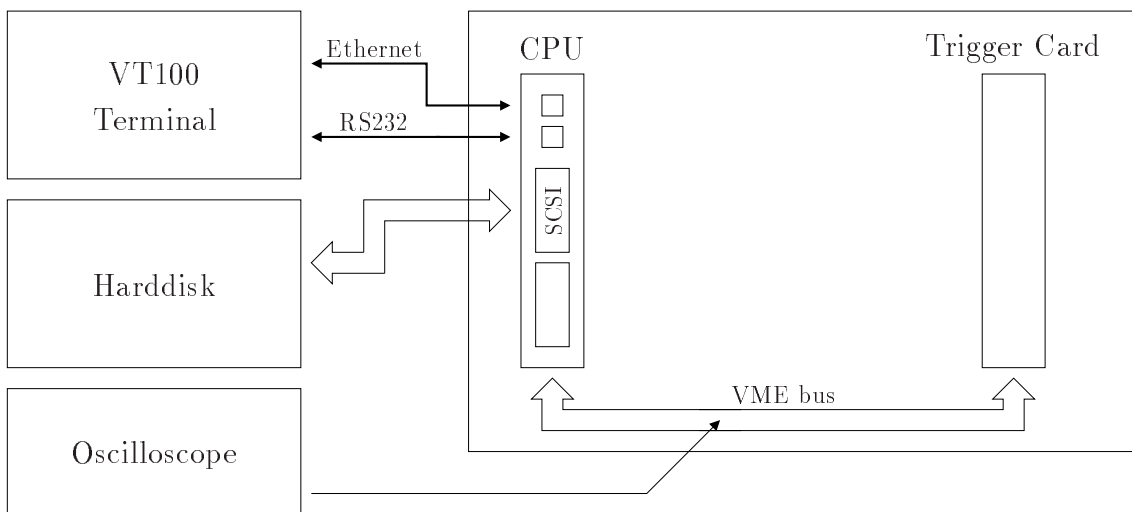 VT100
Terminal
Ethernet
RS232
CPU
Trigger Card
SCSI
Harddisk
VME bus
Oscilloscope